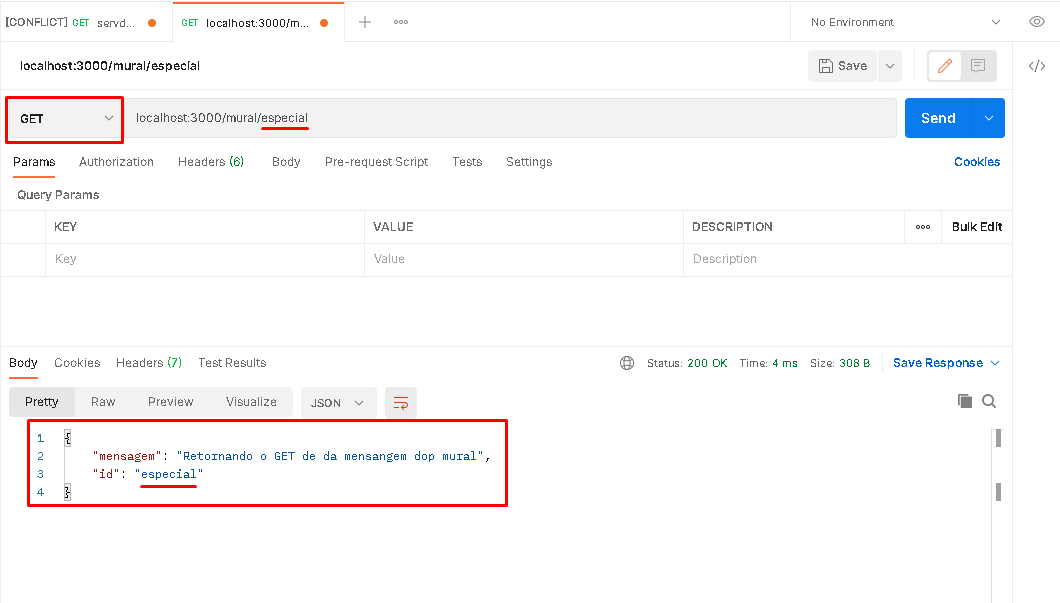 [CONFLICT] GET servd... GET localhost:3000/m... No Environment
localhost:3000/mural/especial Save
GET localhost:3000/mural/especial Send
Params Authorization Headers (6) Body Pre-request Script Tests Settings Cookies
Query Params
KEY VALUE DESCRIPTION Bulk Edit
Key Value Description
Body Cookies Headers (7) Test Results Status: 200 OK Time: 4 ms Size: 308 B Save Response
Pretty Raw Preview Visualize JSON
1 {
2 "mensagem": "Retornando o GET de da mensangem dop mural",
3 "id": "especial"
4 }